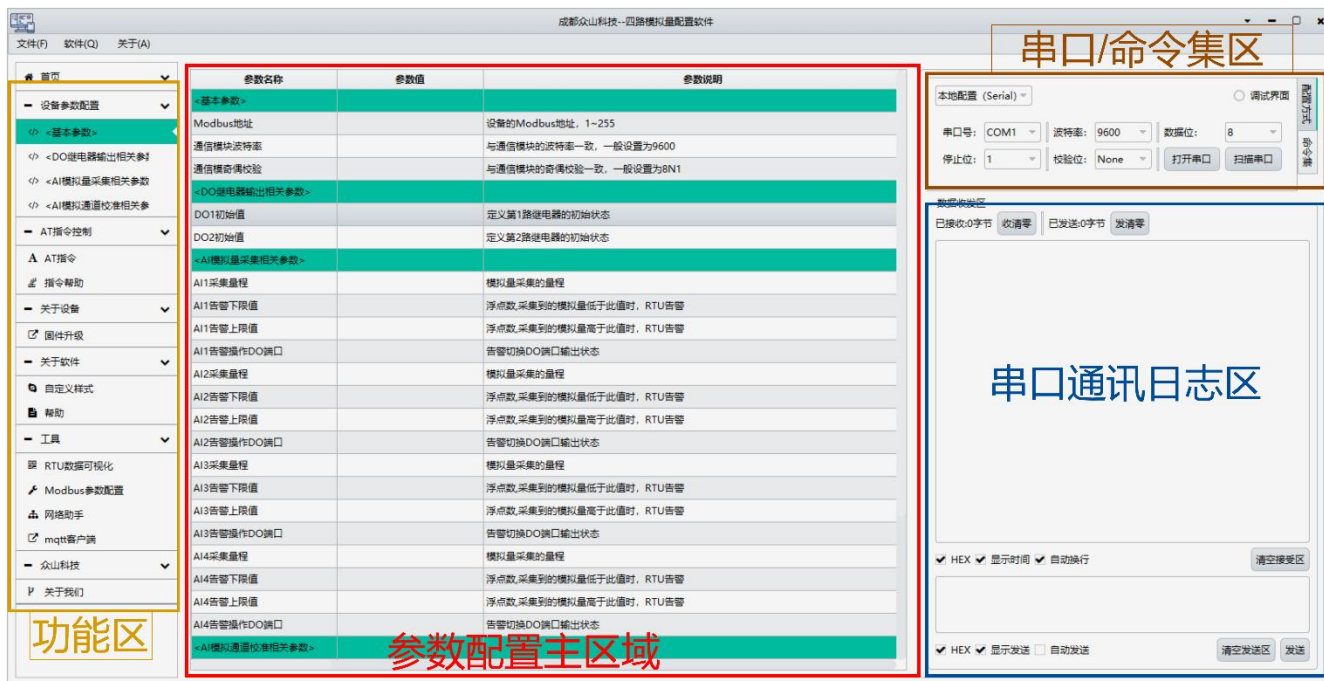 成都众山科技--四路模拟量配置软件
文件(F) 软件(Q) 关于(A)
串口/命令集区
首页
设备参数配置
</> <基本参数>
</> <DO继电器输出相关参数
</> <AI模拟量采集相关参数
</> <AI模拟通道校准相关参
AT指令控制
A AT指令
指令帮助
关于设备
固件升级
关于软件
自定义样式
帮助
工具
RTU数据可视化
Modbus参数配置
网络助手
mqtt客户端
众山科技
关于我们
功能区
参数名称 参数值 参数说明
<基本参数>
Modbus地址 设备的Modbus地址，1~255
通信模块波特率 与通信模块的波特率一致，一般设置为9600
通信模奇偶校验 与通信模块的奇偶校验一致，一般设置为8N1
<DO继电器输出相关参数>
DO1初始值 定义第1路继电器的初始状态
DO2初始值 定义第2路继电器的初始状态
<AI模拟量采集相关参数>
AI1采集量程 模拟量采集的量程
AI1告警下限值 浮点数,采集到的模拟量低于此值时，RTU告警
AI1告警上限值 浮点数,采集到的模拟量高于此值时，RTU告警
AI1告警操作DO端口 告警切换DO端口输出状态
AI2采集量程 模拟量采集的量程
AI2告警下限值 浮点数,采集到的模拟量低于此值时，RTU告警
AI2告警上限值 浮点数,采集到的模拟量高于此值时，RTU告警
AI2告警操作DO端口 告警切换DO端口输出状态
AI3采集量程 模拟量采集的量程
AI3告警下限值 浮点数,采集到的模拟量低于此值时，RTU告警
AI3告警上限值 浮点数,采集到的模拟量高于此值时，RTU告警
AI3告警操作DO端口 告警切换DO端口输出状态
AI4采集量程 模拟量采集的量程
AI4告警下限值 浮点数,采集到的模拟量低于此值时，RTU告警
AI4告警上限值 浮点数,采集到的模拟量高于此值时，RTU告警
AI4告警操作DO端口 告警切换DO端口输出状态
<AI模拟通道校准相关参数>
参数配置主区域
本地配置 (Serial) 调试界面
串口号: COM1 波特率: 9600 数据位: 8
停止位: 1 校验位: None 打开串口 扫描串口
配置方式
命令集
数据收发区
已接收:0字节 收清零 已发送:0字节 发清零
串口通讯日志区
HEX 显示时间 自动换行 清空接受区
HEX 显示发送 自动发送 清空发送区 发送